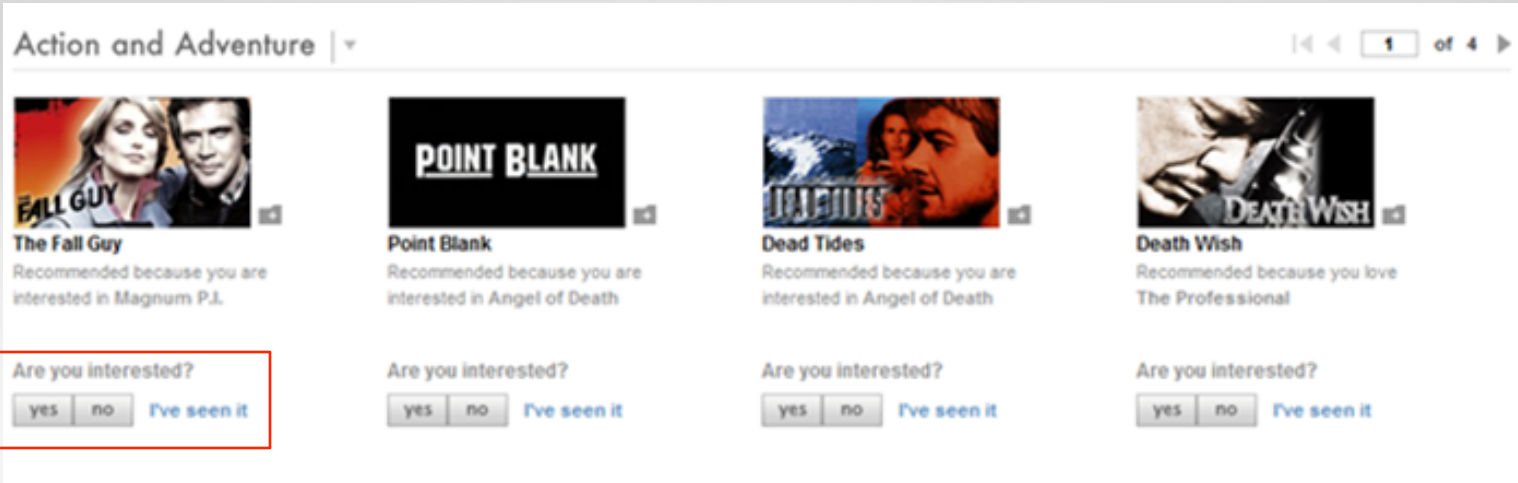 Action and Adventure
1 of 4
THE FALL GUY
POINT BLANK
DEAD TIDES
DEATH WISH
The Fall Guy
Recommended because you are
interested in Magnum P.I.
Are you interested?
yes no I've seen it
Point Blank
Recommended because you are
interested in Angel of Death
Are you interested?
yes no I've seen it
Dead Tides
Recommended because you are
interested in Angel of Death
Are you interested?
yes no I've seen it
Death Wish
Recommended because you love
The Professional
Are you interested?
yes no I've seen it